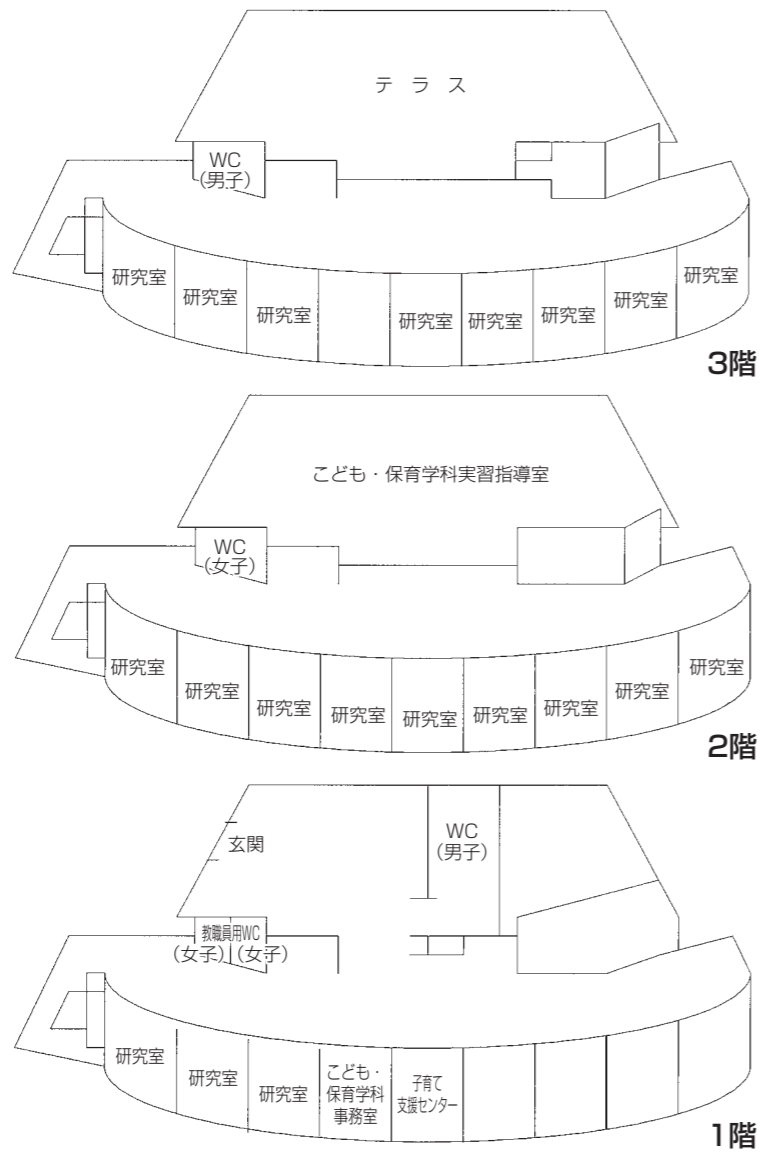 テラス
WC
(男子)
研究室
研究室
研究室
研究室
研究室
研究室
研究室
研究室
3階
こども・保育学科実習指導室
WC
(女子)
研究室
研究室
研究室
研究室
研究室
研究室
研究室
研究室
研究室
2階
玄関
WC
(男子)
教職員用WC
(女子)(女子)
研究室
研究室
研究室
こども・
保育学科
事務室
子育て
支援センター
1階